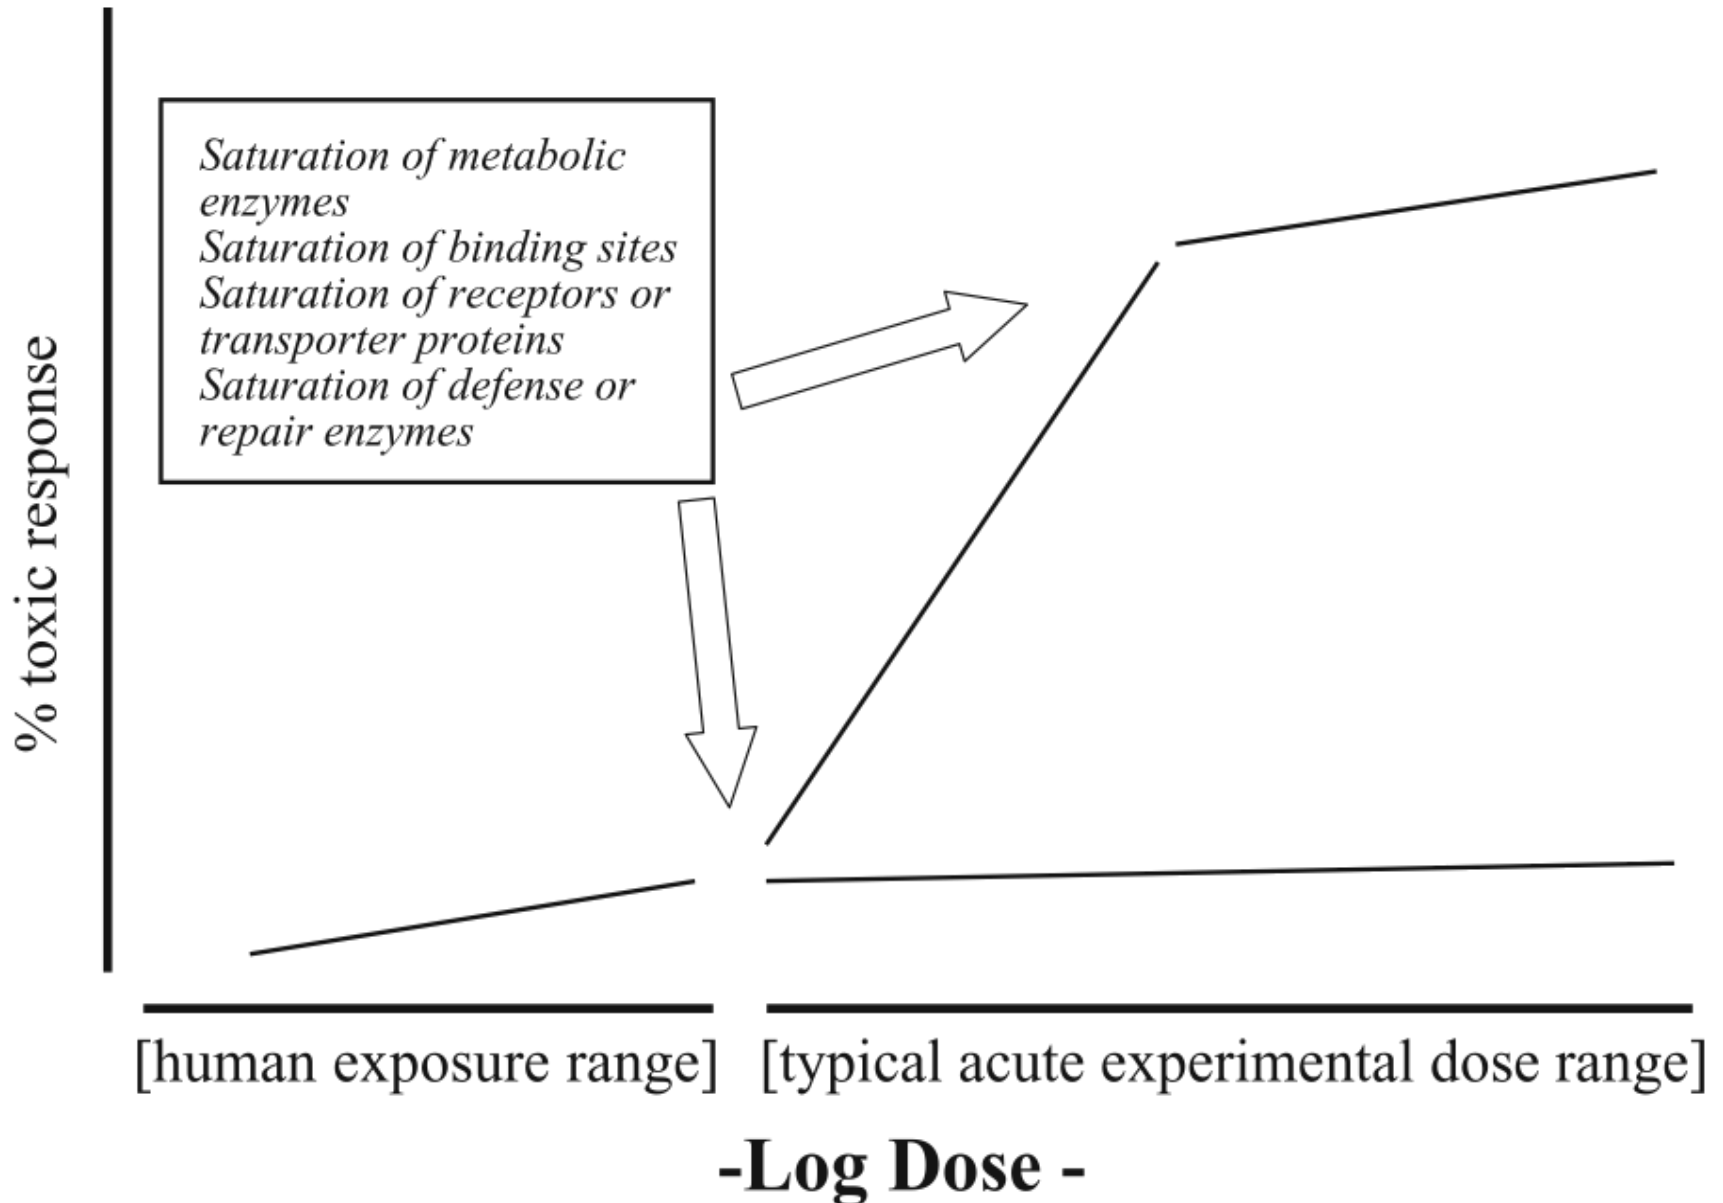 Saturation of metabolic
enzymes
Saturation of binding sites
Saturation of receptors or
transporter proteins
Saturation of defense or
repair enzymes
% toxic response
[human exposure range]
[typical acute experimental dose range]
-Log Dose -